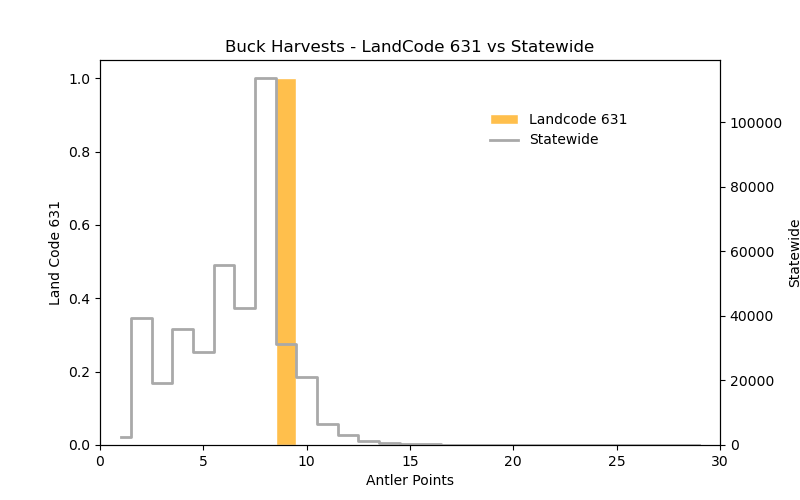 Buck Harvests - LandCode 631 vs Statewide
Landcode 631
Statewide
Land Code 631
1.0
0.8
0.6
0.4
0.2
0.0
100000
80000
60000
40000
20000
0
Statewide
0 5 10 15 20 25 30
Antler Points